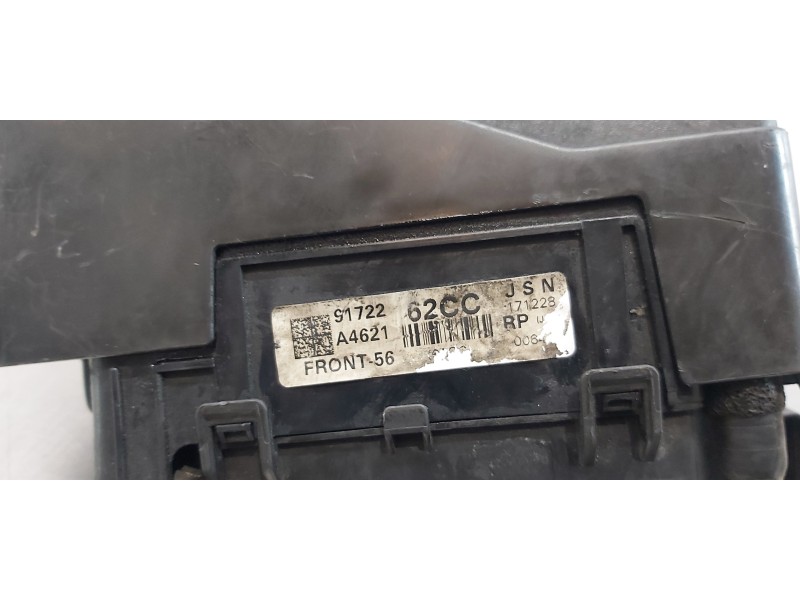 91722 62CC JSN
A4621 171228
RP
FRONT-56